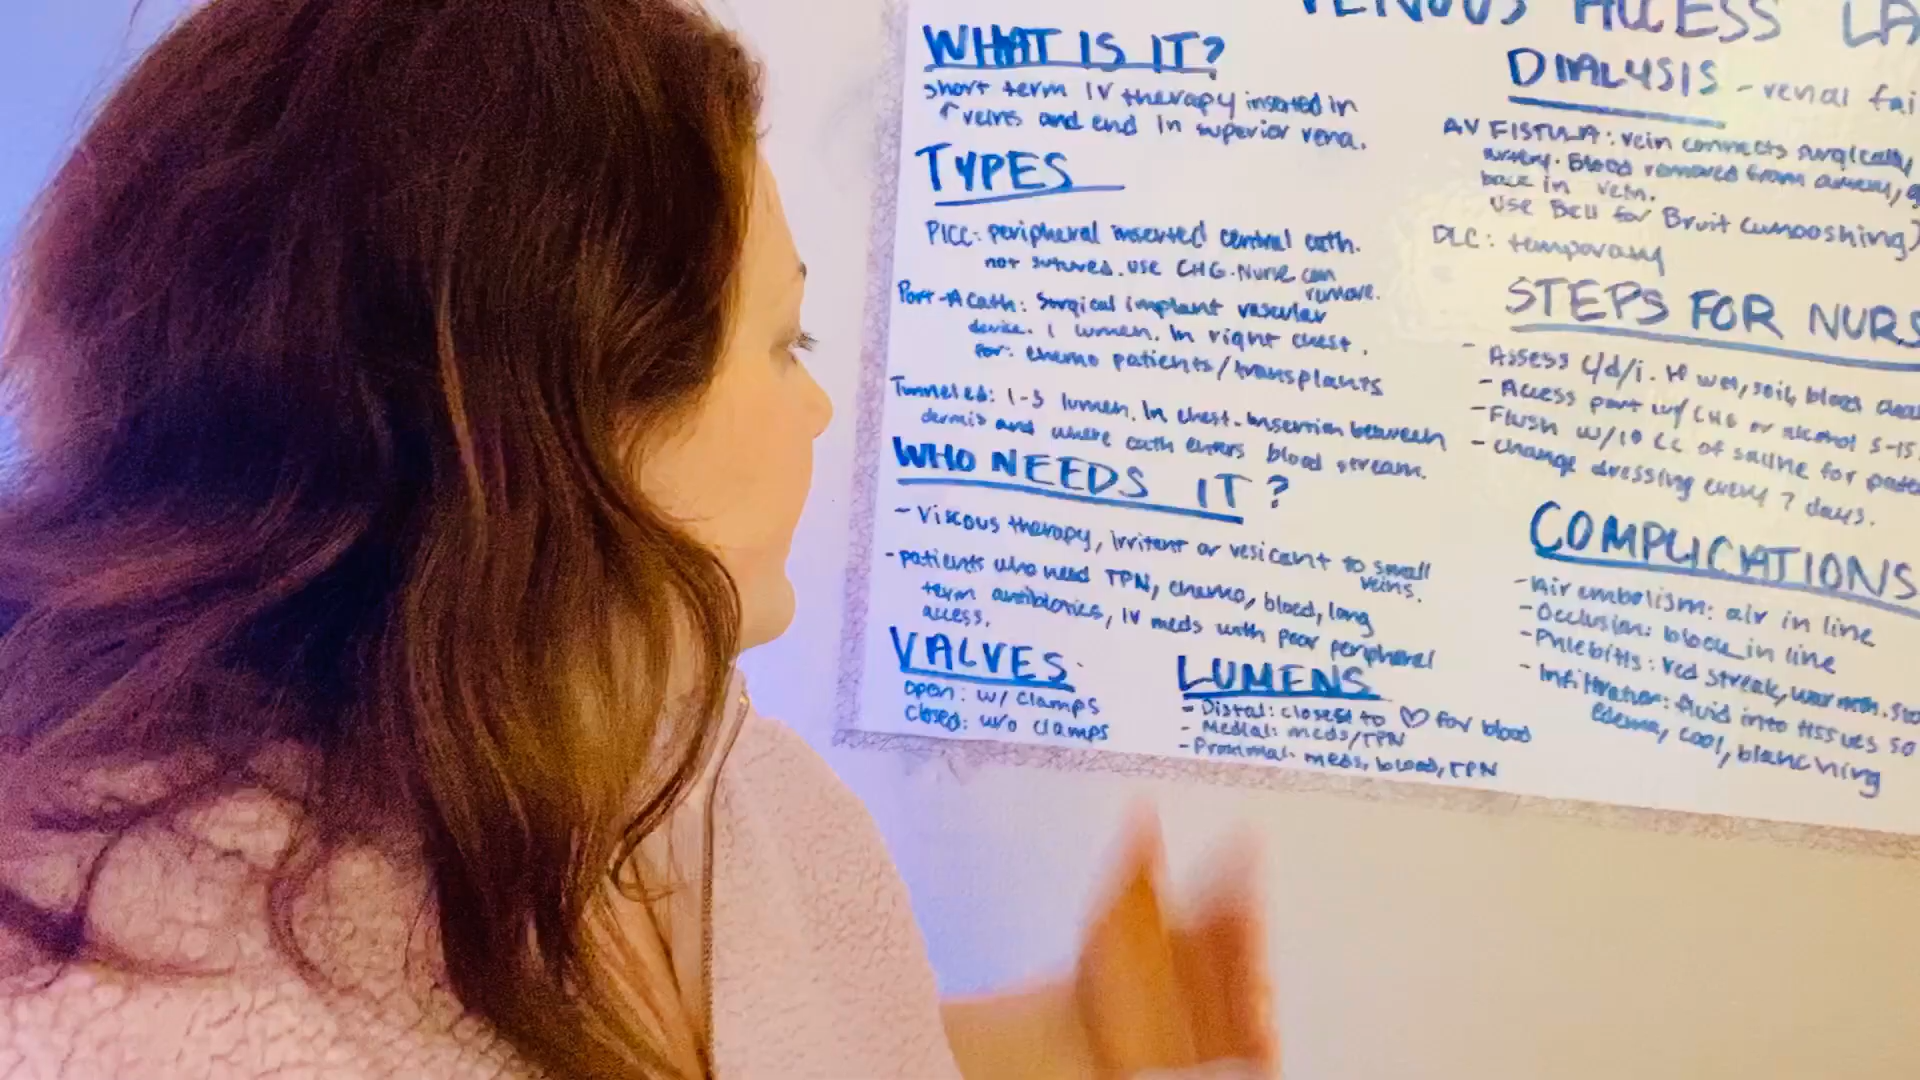 VENOUS ACCESS LA
WHAT IS IT?
short term IV therapy inserted in
veins and end in superior vena.
TYPES
PICC: peripheral inserted central cath.
not sutured. use CHG. Nurse can
remove.
Port-A cath: Surgical implant vascular
device. 1 lumen. In right chest.
for: chemo patients/transplants
Tunneled: 1-3 lumen. In chest. Insertion between
dermis and where cath enters blood stream.
WHO NEEDS IT?
- Viscous therapy, irritant or vesicant to small
veins.
- patients who need TPN, chemo, blood, long
term antibiotics, IV meds with poor peripheral
access.
VALVES
open: w/ clamps
closed: w/o clamps
LUMENS
- Distal: closest to ♡ for blood
- Medial: meds/TPN
- Proximal: meds, blood, TPN
DIALYSIS - renal fai
AV FISTULA: vein connects surgically
artery. Blood removed from artery,
back in vein.
use Bell for Bruit (whooshing)
DLC: temporary
STEPS FOR NURS
- Assess c/d/i. If wet, soil, blood
- Access port w/ CHG or alcohol 5-15
- Flush w/10 cc of saline for
- change dressing every 7 days.
COMPLICATIONS
- Air embolism: air in line
- Occlusion: block in line
- Phlebitis: red streak, warmth.
- Infiltration: fluid into tissues so
Edema, cool, blanching